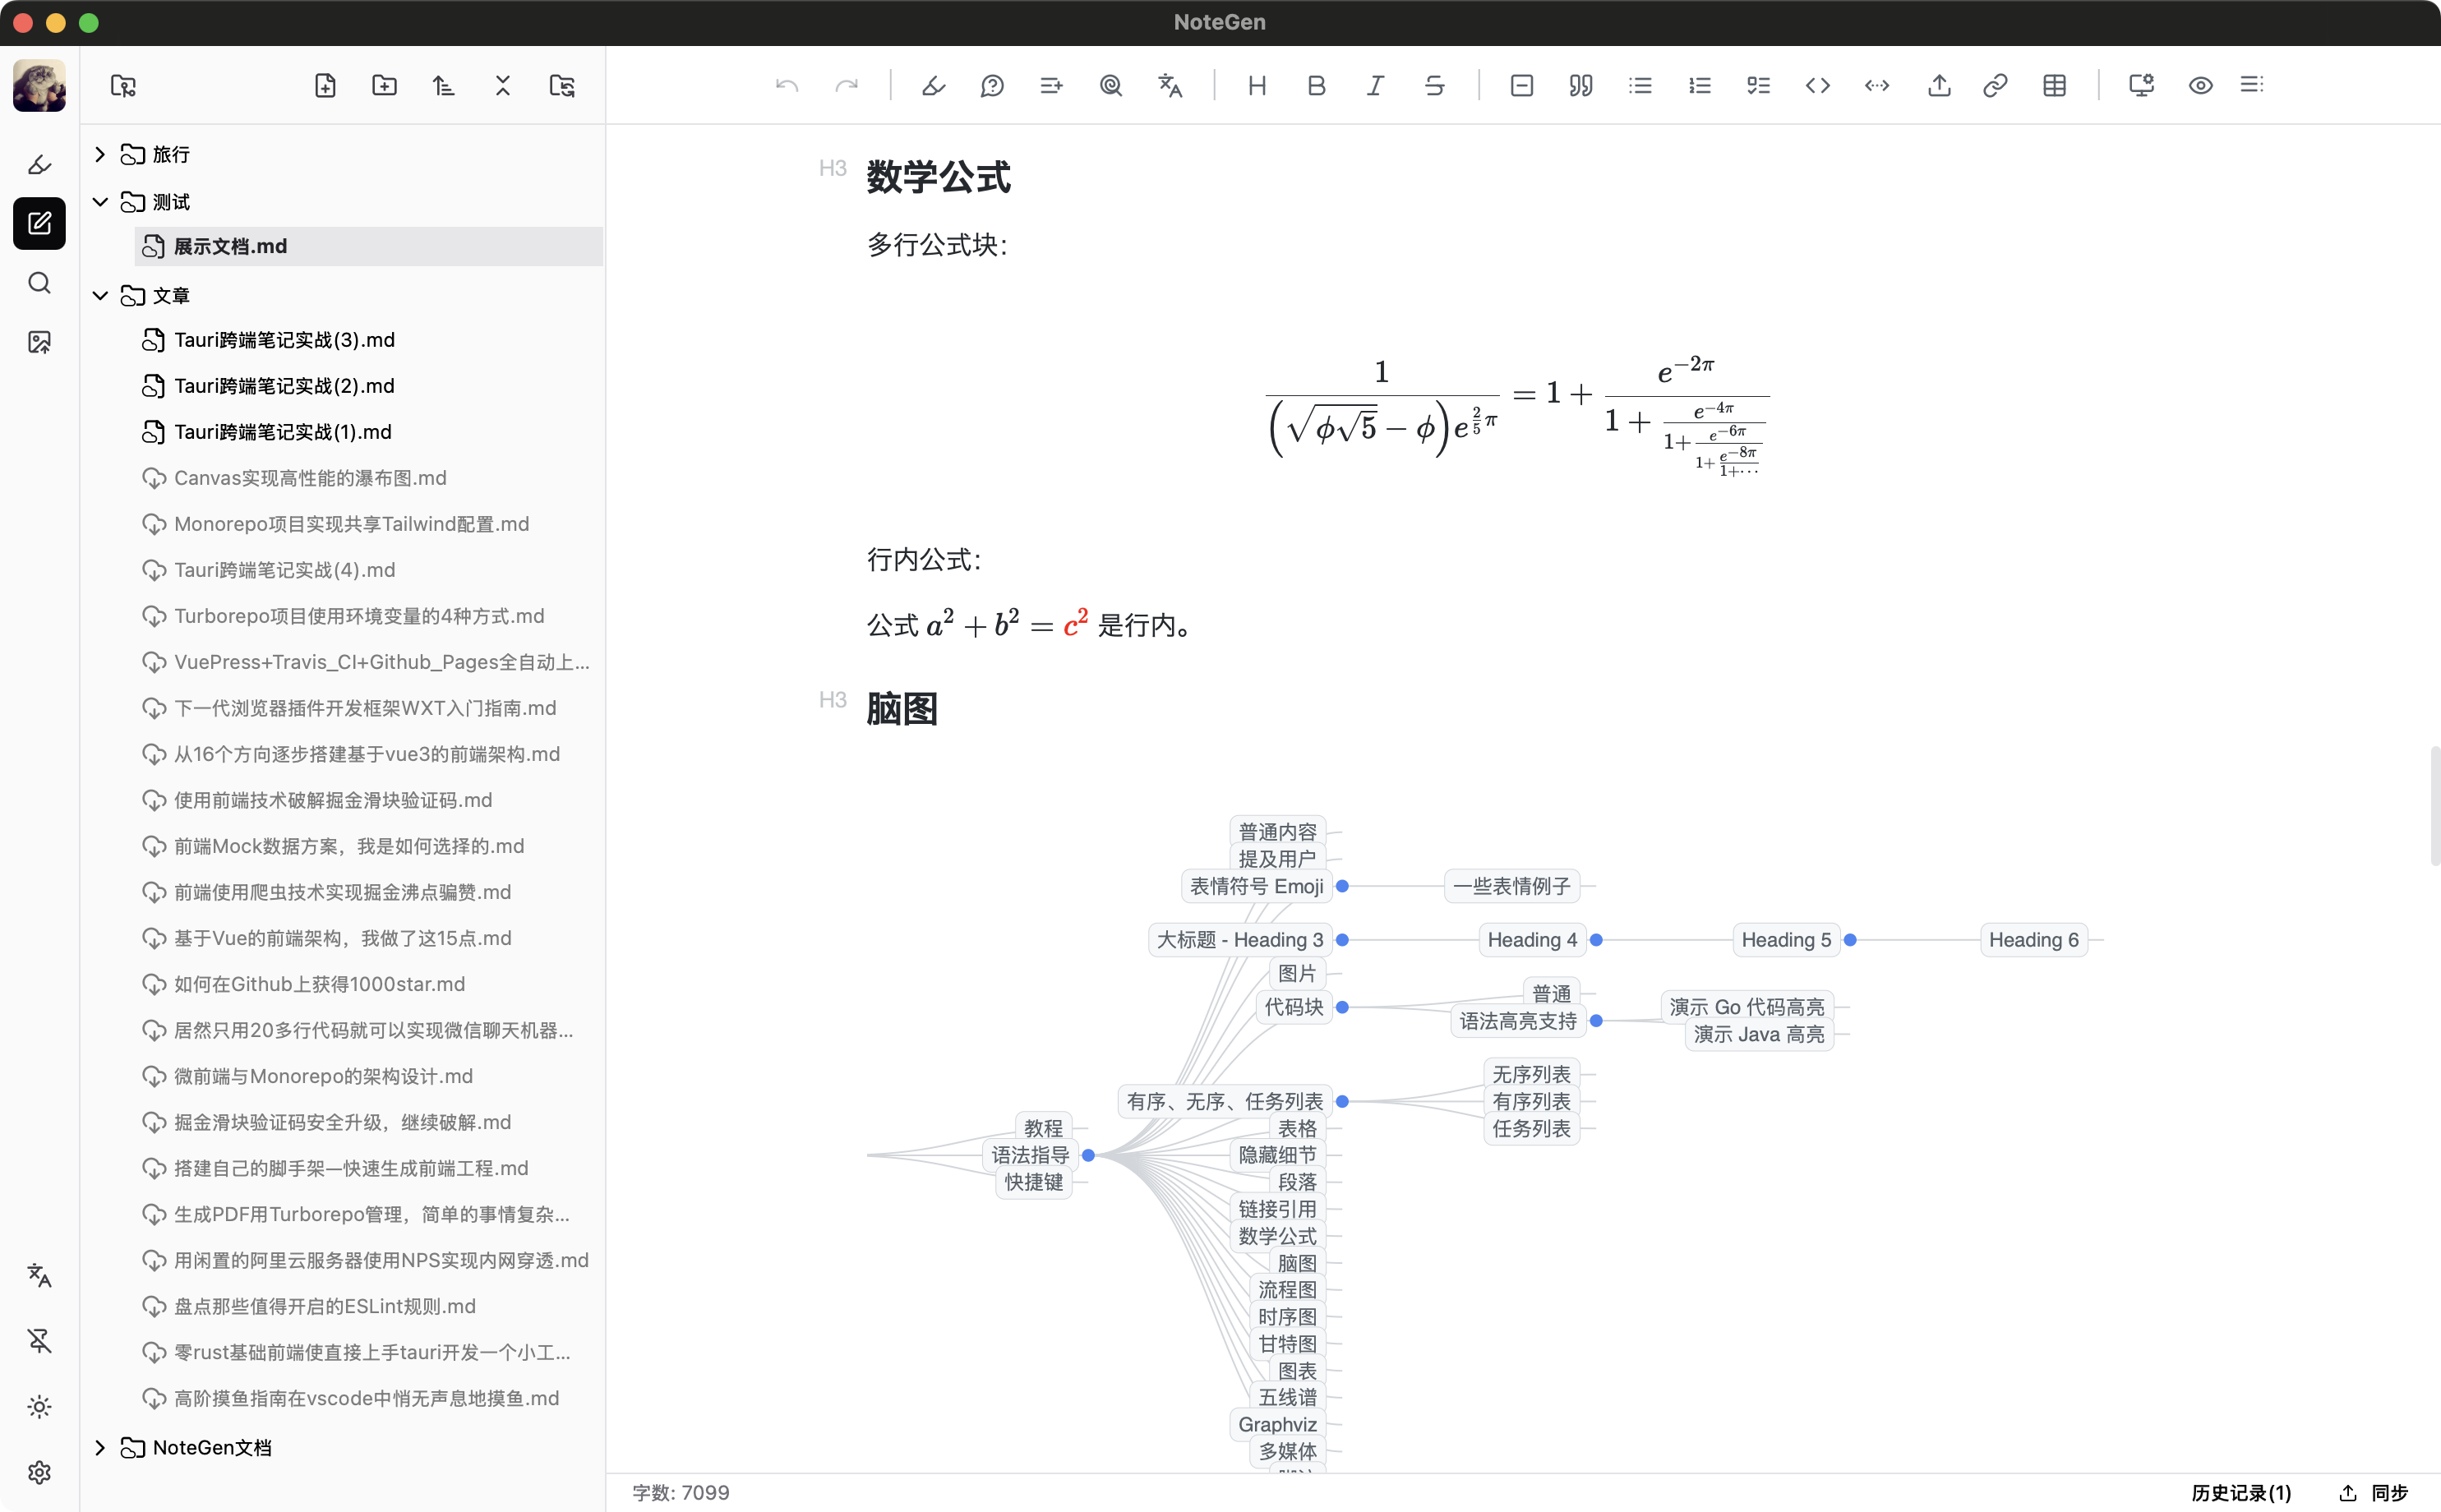 NoteGen
旅行
测试
展示文档.md
文章
Tauri跨端笔记实战(3).md
Tauri跨端笔记实战(2).md
Tauri跨端笔记实战(1).md
Canvas实现高性能的瀑布图.md
Monorepo项目实现共享Tailwind配置.md
Tauri跨端笔记实战(4).md
Turborepo项目使用环境变量的4种方式.md
VuePress+Travis_CI+Github_Pages全自动上...
下一代浏览器插件开发框架WXT入门指南.md
从16个方向逐步搭建基于vue3的前端架构.md
使用前端技术破解掘金滑块验证码.md
前端Mock数据方案，我是如何选择的.md
前端使用爬虫技术实现掘金沸点骗赞.md
基于Vue的前端架构，我做了这15点.md
如何在Github上获得1000star.md
居然只用20多行代码就可以实现微信聊天机器...
微前端与Monorepo的架构设计.md
掘金滑块验证码安全升级，继续破解.md
搭建自己的脚手架—快速生成前端工程.md
生成PDF用Turborepo管理，简单的事情复杂...
用闲置的阿里云服务器使用NPS实现内网穿透.md
盘点那些值得开启的ESLint规则.md
零rust基础前端使直接上手tauri开发一个小工...
高阶摸鱼指南在vscode中悄无声息地摸鱼.md
NoteGen文档
H3 数学公式
多行公式块：
\frac{1}{\left(\sqrt{\phi\sqrt{5}}-\phi\right)e^{\frac{2}{5}\pi}} = 1+\frac{e^{-2\pi}}{1+\frac{e^{-4\pi}}{1+\frac{e^{-6\pi}}{1+\frac{e^{-8\pi}}{1+\cdots}}}}
行内公式：
公式 a² + b² = c² 是行内。
H3 脑图
普通内容
提及用户
表情符号 Emoji 一些表情例子
大标题 - Heading 3 Heading 4 Heading 5 Heading 6
图片
代码块
普通
语法高亮支持
演示 Go 代码高亮
演示 Java 高亮
有序、无序、任务列表
无序列表
有序列表
任务列表
教程
语法指导
快捷键
表格
隐藏细节
段落
链接引用
数学公式
脑图
流程图
时序图
甘特图
图表
五线谱
Graphviz
多媒体
字数: 7099
历史记录(1) 同步